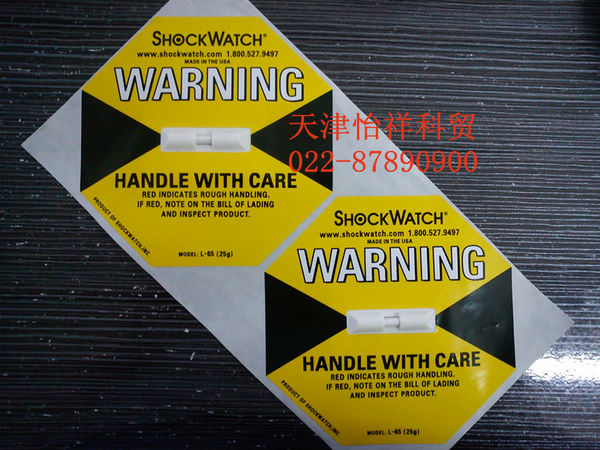 SHOCKWATCH®
www.shockwatch.com 1.800.527.9497
MADE IN THE USA
WARNING
HANDLE WITH CARE
RED INDICATES ROUGH HANDLING.
IF RED, NOTE ON THE BILL OF LADING
AND INSPECT PRODUCT.
PRODUCT OF SHOCKWATCH, INC.
MODEL: L-65 (25g)
天津怡祥科贸
022-87890900
SHOCKWATCH®
www.shockwatch.com 1.800.527.9497
MADE IN THE USA
WARNING
HANDLE WITH CARE
RED INDICATES ROUGH HANDLING.
IF RED, NOTE ON THE BILL OF LADING
AND INSPECT PRODUCT.
PRODUCT OF SHOCKWATCH, INC.
MODEL: L-65 (25g)